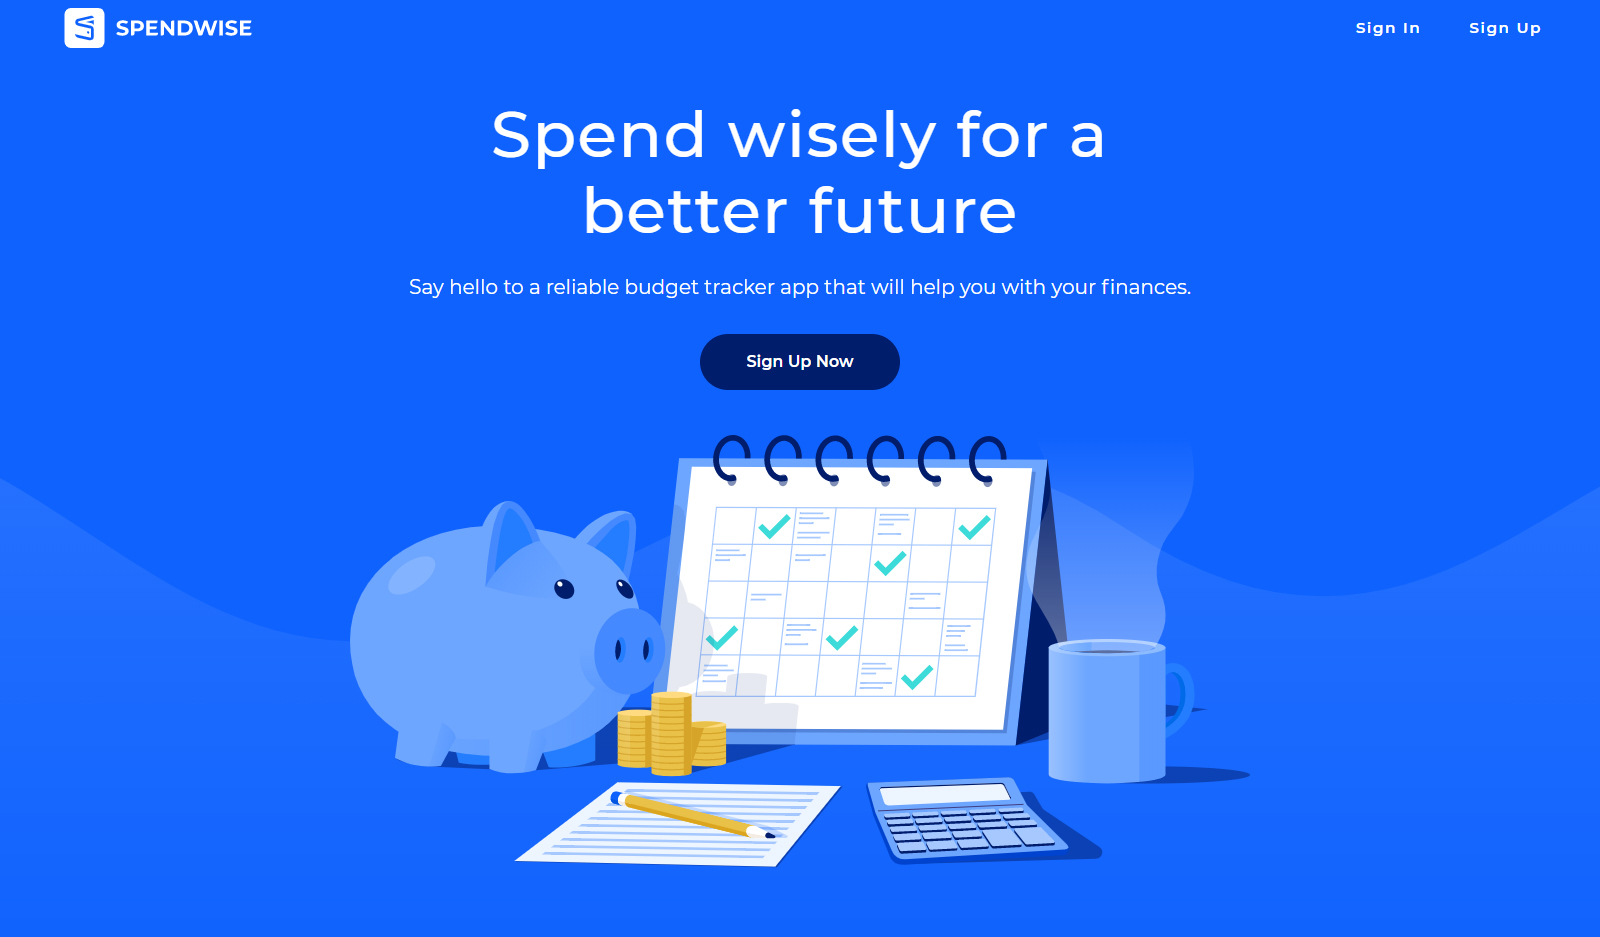 SPENDWISE
Sign In
Sign Up
Spend wisely for a
better future
Say hello to a reliable budget tracker app that will help you with your finances.
Sign Up Now